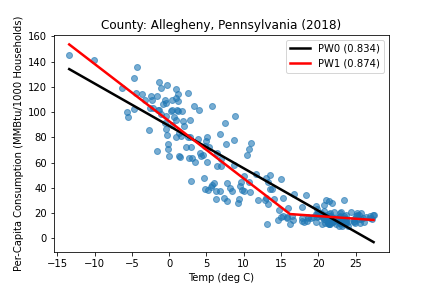 County: Allegheny, Pennsylvania (2018)
Per-Capita Consumption (MMBtu/1000 Households)
160
140
120
100
80
60
40
20
0
PW0 (0.834)
PW1 (0.874)
−15 −10 −5 0 5 10 15 20 25
Temp (deg C)